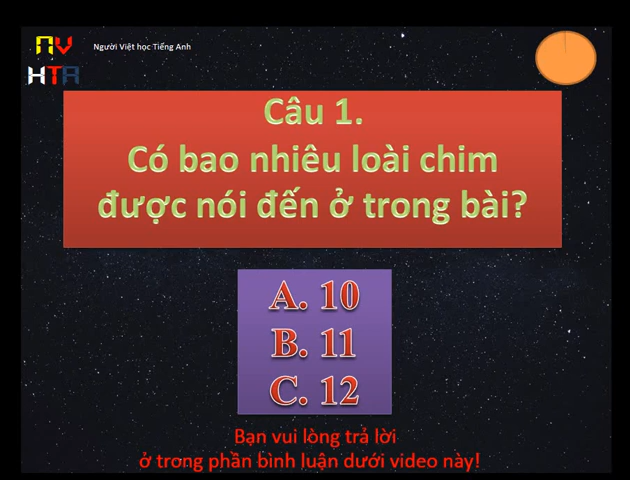 NV
Người Việt học Tiếng Anh
HTA
Câu 1.
Có bao nhiêu loài chim
được nói đến ở trong bài?
A. 10
B. 11
C. 12
Bạn vui lòng trả lời
ở trong phần bình luận dưới video này!